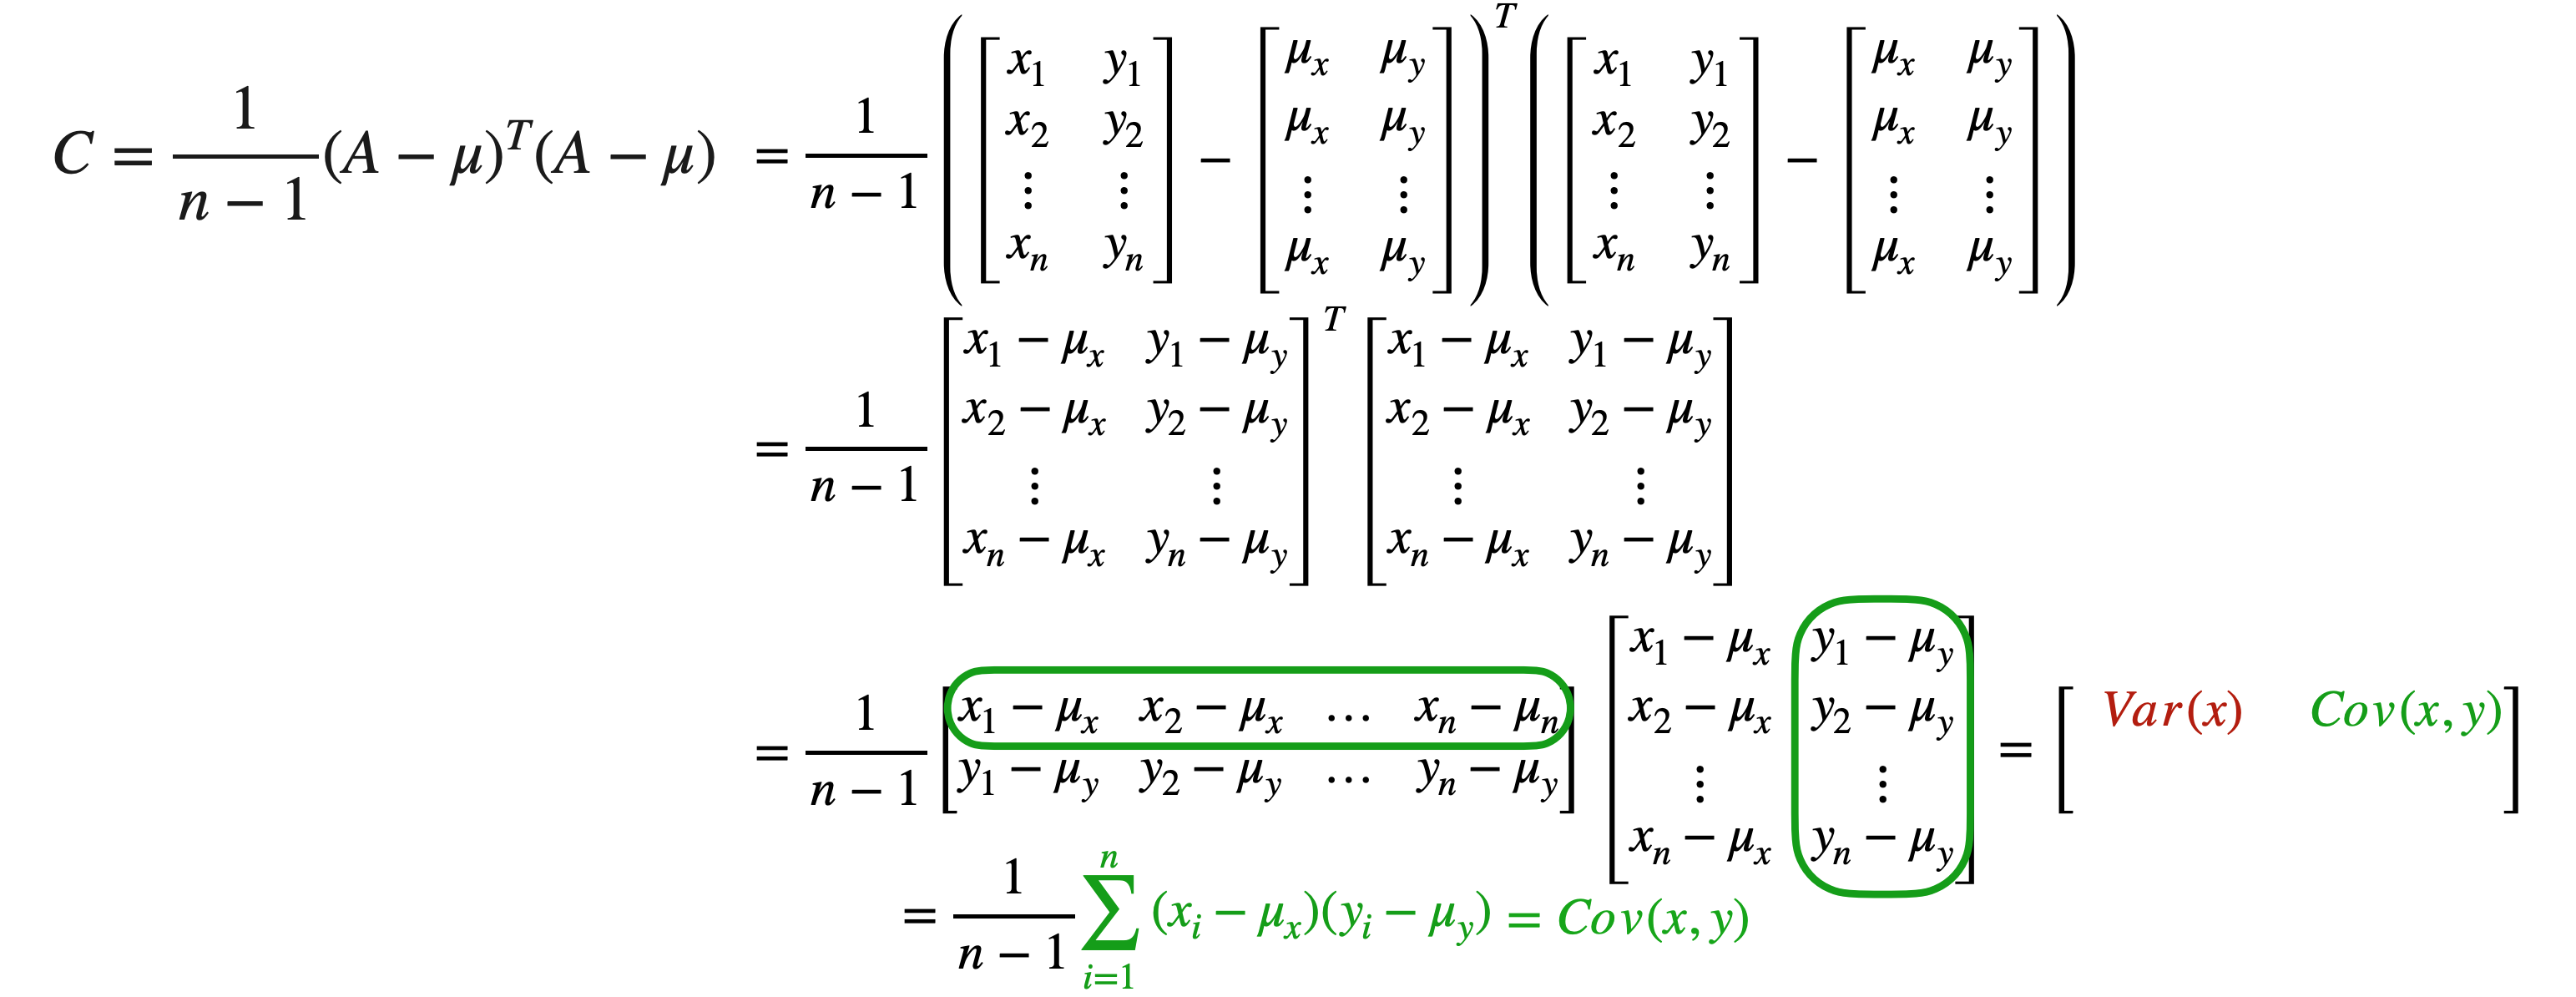 $C = \frac{1}{n-1}(A-\mu)^T(A-\mu) = \frac{1}{n-1}\left(\begin{bmatrix} x_1 & y_1 \\ x_2 & y_2 \\ \vdots & \vdots \\ x_n & y_n \end{bmatrix} - \begin{bmatrix} \mu_x & \mu_y \\ \mu_x & \mu_y \\ \vdots & \vdots \\ \mu_x & \mu_y \end{bmatrix}\right)^T \left(\begin{bmatrix} x_1 & y_1 \\ x_2 & y_2 \\ \vdots & \vdots \\ x_n & y_n \end{bmatrix} - \begin{bmatrix} \mu_x & \mu_y \\ \mu_x & \mu_y \\ \vdots & \vdots \\ \mu_x & \mu_y \end{bmatrix}\right)$
$= \frac{1}{n-1}\begin{bmatrix} x_1-\mu_x & y_1-\mu_y \\ x_2-\mu_x & y_2-\mu_y \\ \vdots & \vdots \\ x_n-\mu_x & y_n-\mu_y \end{bmatrix}^T \begin{bmatrix} x_1-\mu_x & y_1-\mu_y \\ x_2-\mu_x & y_2-\mu_y \\ \vdots & \vdots \\ x_n-\mu_x & y_n-\mu_y \end{bmatrix}$
$= \frac{1}{n-1}\begin{bmatrix} x_1-\mu_x & x_2-\mu_x & \dots & x_n-\mu_n \\ y_1-\mu_y & y_2-\mu_y & \dots & y_n-\mu_y \end{bmatrix} \begin{bmatrix} x_1-\mu_x & y_1-\mu_y \\ x_2-\mu_x & y_2-\mu_y \\ \vdots & \vdots \\ x_n-\mu_x & y_n-\mu_y \end{bmatrix} = \begin{bmatrix} Var(x) & Cov(x,y) \\ & \end{bmatrix}$
$= \frac{1}{n-1}\sum_{i=1}^{n}(x_i-\mu_x)(y_i-\mu_y) = Cov(x,y)$